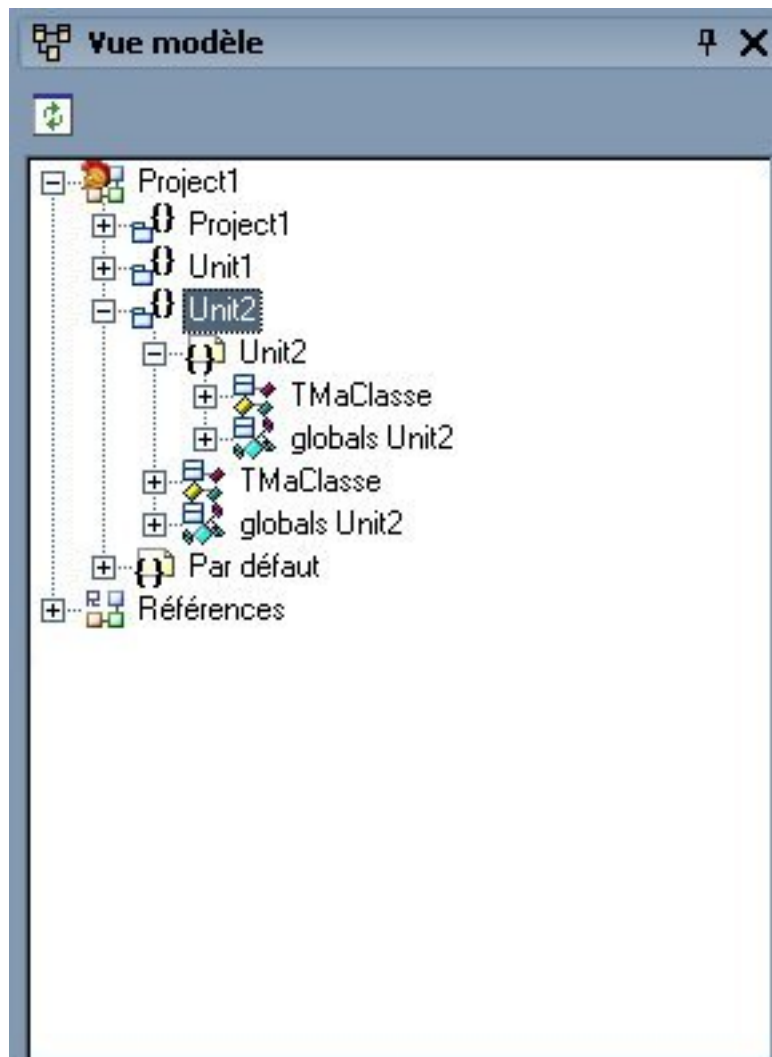 Vue modèle
Project1
Project1
Unit1
Unit2
Unit2
TMaClasse
globals Unit2
TMaClasse
globals Unit2
Par défaut
Références